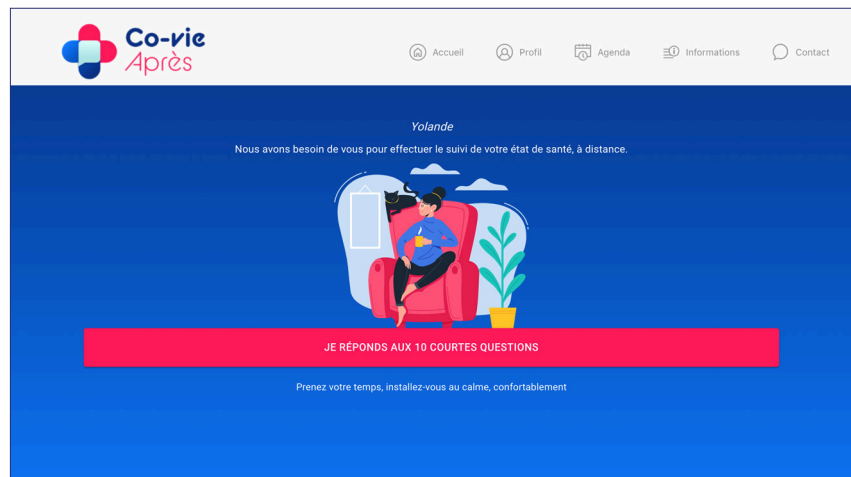 Co-vie
Après
Accueil
Profil
Agenda
Informations
Contact
Yolande
Nous avons besoin de vous pour effectuer le suivi de votre état de santé, à distance.
JE RÉPONDS AUX 10 COURTES QUESTIONS
Prenez votre temps, installez-vous au calme, confortablement